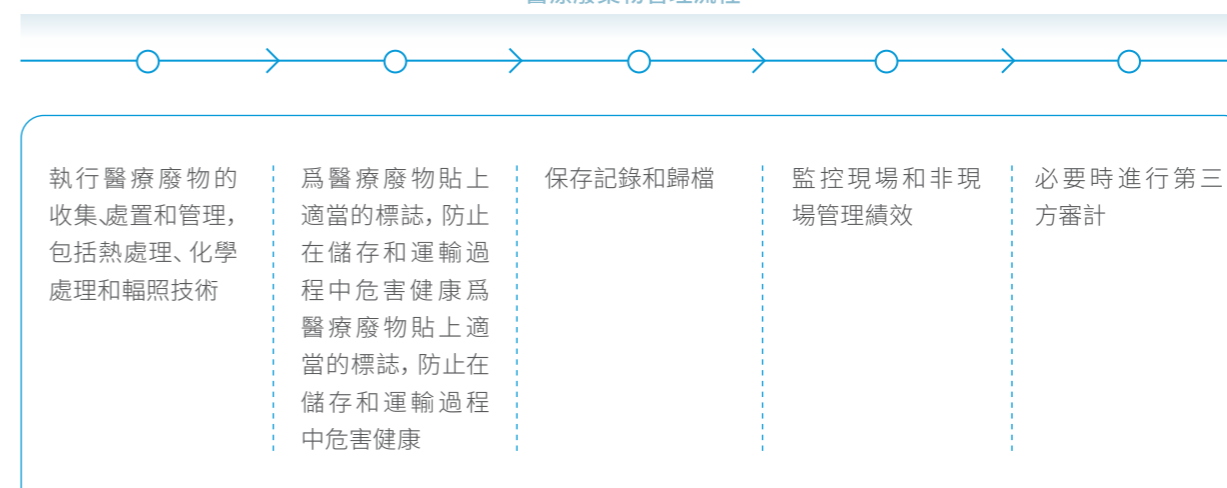 執行醫療廢物的
收集、處置和管理，
包括熱處理、化學
處理和輻照技術
爲醫療廢物貼上
適當的標誌，防止
在儲存和運輸過
程中危害健康爲
醫療廢物貼上適
當的標誌，防止在
儲存和運輸過程
中危害健康
保存記錄和歸檔
監控現場和非現
場管理績效
必要時進行第三
方審計